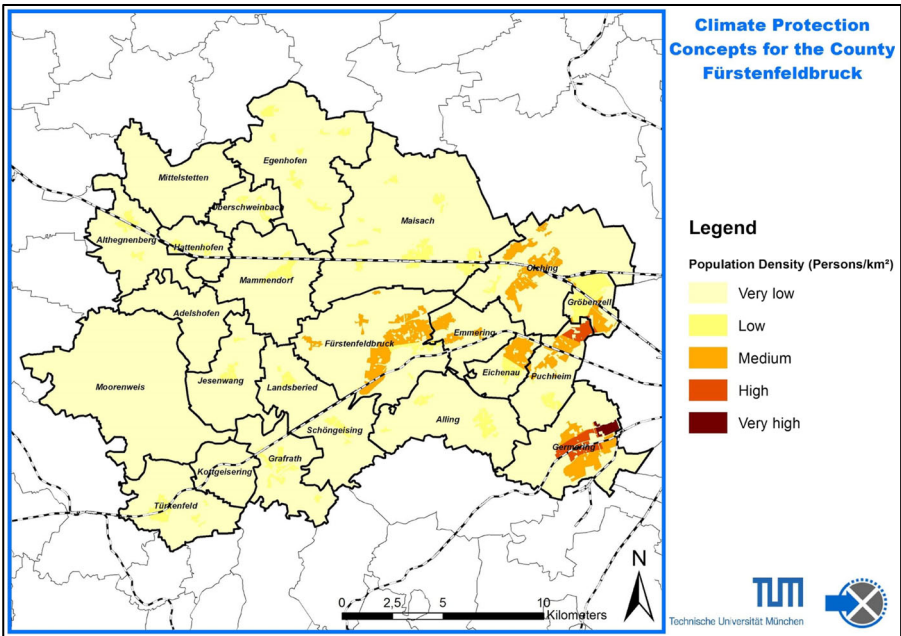 Climate Protection
Concepts for the County
Fürstenfeldbruck
Egenhofen
Mittelstetten
Oberschweinbach
Maisach
Althegnenberg
Hattenhofen
Olching
Mammendorf
Gröbenzell
Adelshofen
Emmering
Fürstenfeldbruck
Eichenau
Puchheim
Moorenweis
Jesenwang
Landsberied
Alling
Schöngeising
Germering
Grafrath
Kottgeisering
Türkenfeld
Legend
Population Density (Persons/km²)
Very low
Low
Medium
High
Very high
N
0 2,5 5 10
Kilometers
TUM
Technische Universität München